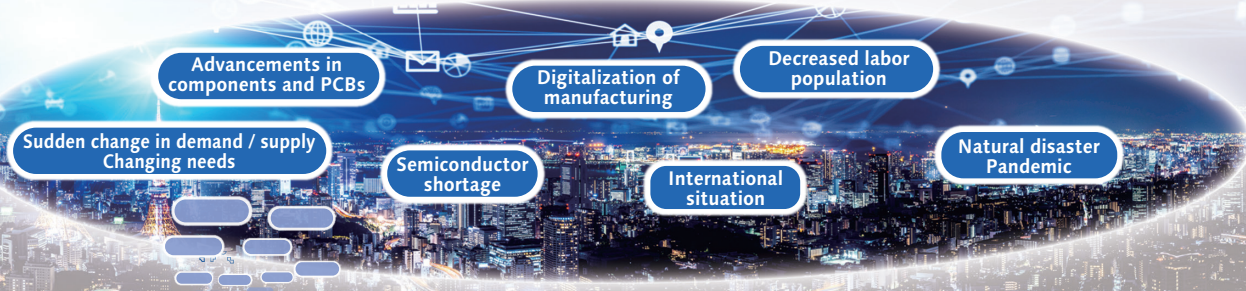 Advancements in
components and PCBs
Digitalization of
manufacturing
Decreased labor
population
Sudden change in demand / supply
Changing needs
Semiconductor
shortage
International
situation
Natural disaster
Pandemic